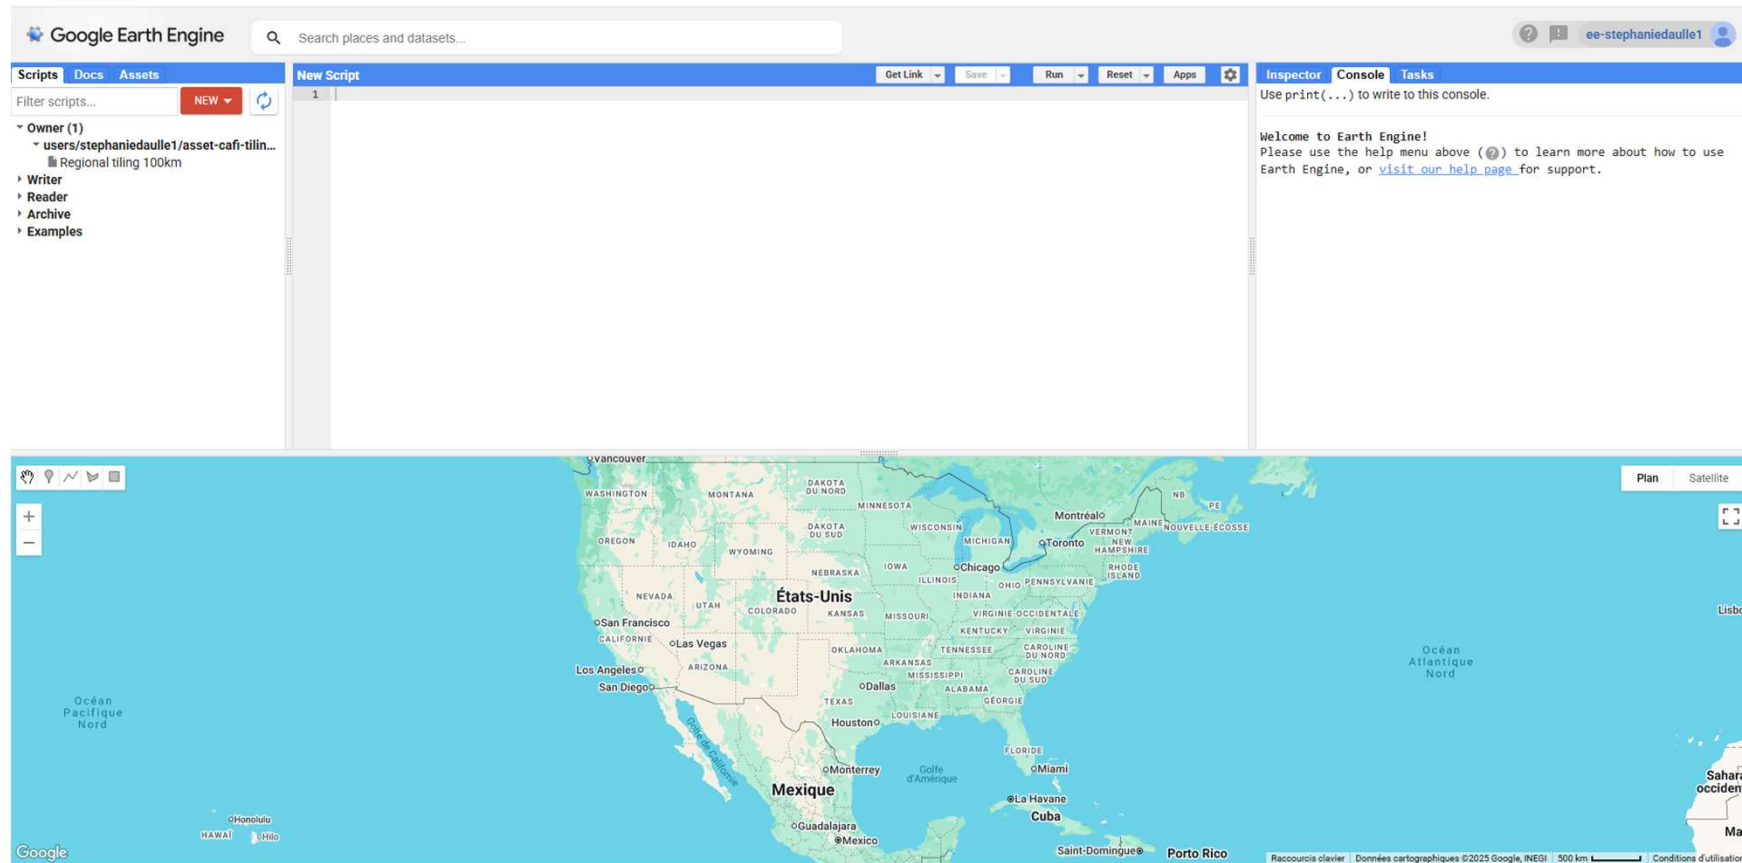 Google Earth Engine
Search places and datasets...
ee-stephaniedaulle1
Scripts Docs Assets
Filter scripts...
NEW
Owner (1)
users/stephaniedaulle1/asset-cafi-tilin...
Regional tiling 100km
Writer
Reader
Archive
Examples
New Script
Get Link Save Run Reset Apps
1
Inspector Console Tasks
Use print(...) to write to this console.
Welcome to Earth Engine!
Please use the help menu above (?) to learn more about how to use
Earth Engine, or visit our help page for support.
Plan Satellite
Vancouver
WASHINGTON
MONTANA
DAKOTA
DU NORD
MINNESOTA
NB
PE
Montréal
MAINE
NOUVELLE-ÉCOSSE
OREGON
IDAHO
WYOMING
DAKOTA
DU SUD
WISCONSIN
MICHIGAN
Toronto
VERMONT
NEW
HAMPSHIRE
NEBRASKA
IOWA
Chicago
ILLINOIS
OHIO
PENNSYLVANIE
RHODE
ISLAND
NEVADA
UTAH
COLORADO
États-Unis
KANSAS
MISSOURI
INDIANA
VIRGINIE-OCCIDENTALE
KENTUCKY
VIRGINIE
San Francisco
CALIFORNIE
Las Vegas
OKLAHOMA
TENNESSEE
CAROLINE
DU NORD
Los Angeles
ARIZONA
ARKANSAS
MISSISSIPPI
CAROLINE
DU SUD
San Diego
Dallas
ALABAMA
TEXAS
GÉORGIE
Houston
LOUISIANE
Golfe de Californie
FLORIDE
Monterrey
Golfe
d'Amérique
Miami
Mexique
La Havane
Cuba
Guadalajara
Mexico
Saint-Domingue
Porto Rico
Océan
Pacifique
Nord
Honolulu
HAWAÏ
Hilo
Océan
Atlantique
Nord
Lisbo
Sahara
occiden
Ma
Google
Raccourcis clavier Données cartographiques ©2025 Google, INEGI 500 km Conditions d'utilisation